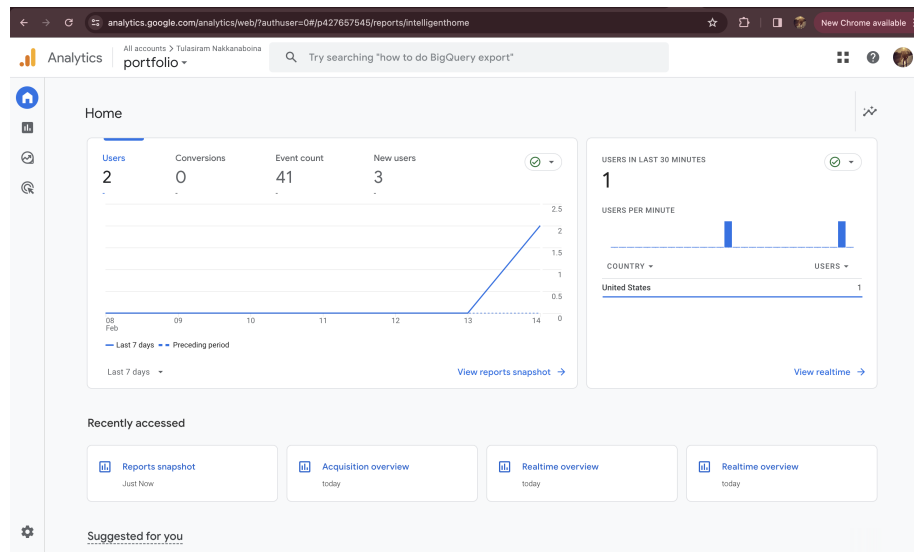 analytics.google.com/analytics/web/?authuser=0#/p427657545/reports/intelligenthome
New Chrome available
Analytics
All accounts > Tulasiram Nakkanaboina
portfolio
Try searching "how to do BigQuery export"
Home
Users
2
-
Conversions
0
-
Event count
41
-
New users
3
-
2.5
2
1.5
1
0.5
0
08
Feb
09
10
11
12
13
14
Last 7 days
Preceding period
Last 7 days
View reports snapshot
USERS IN LAST 30 MINUTES
1
USERS PER MINUTE
COUNTRY
USERS
United States
1
View realtime
Recently accessed
Reports snapshot
Just Now
Acquisition overview
today
Realtime overview
today
Realtime overview
today
Suggested for you